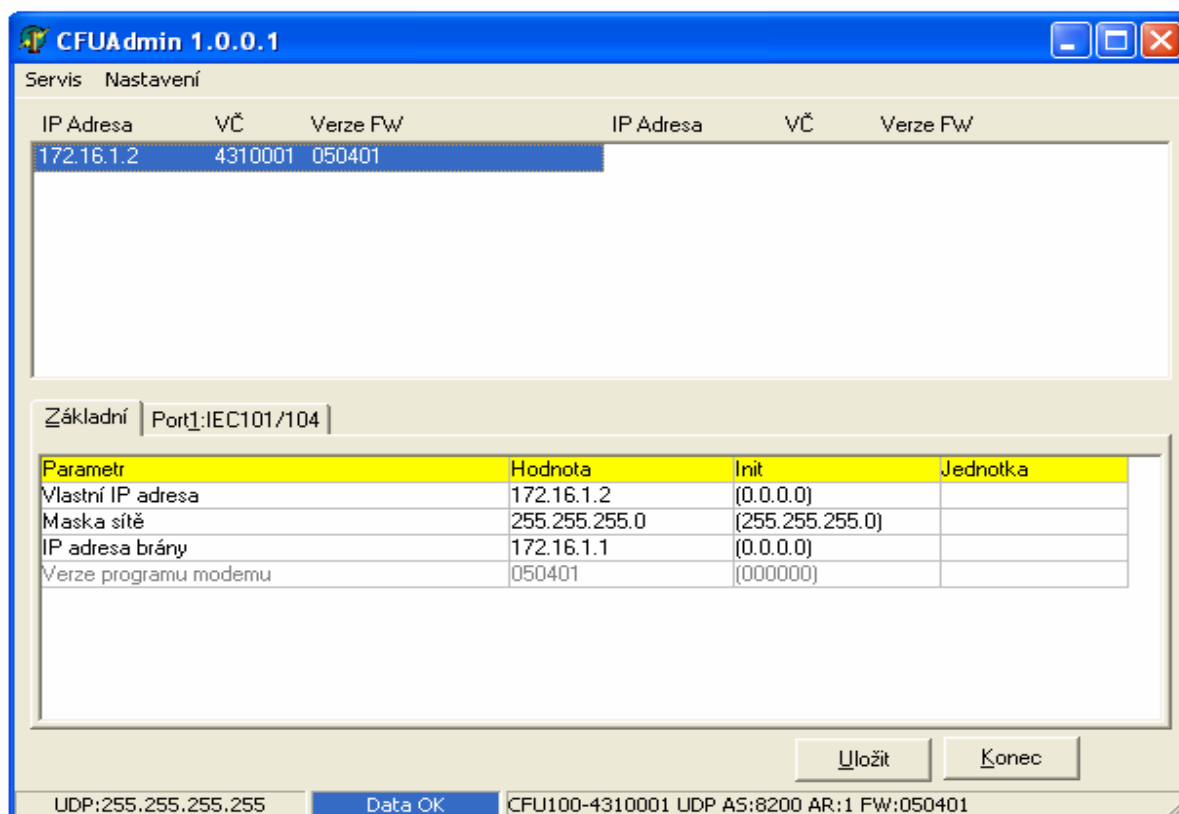 CFUAdmin 1.0.0.1
Servis Nastavení
IP Adresa VČ Verze FW IP Adresa VČ Verze FW
172.16.1.2 4310001 050401
Základní Port1:IEC101/104
Parametr Hodnota Init Jednotka
Vlastní IP adresa 172.16.1.2 (0.0.0.0)
Maska sítě 255.255.255.0 (255.255.255.0)
IP adresa brány 172.16.1.1 (0.0.0.0)
Verze programu modemu 050401 (000000)
Uložit Konec
UDP:255.255.255.255 Data OK CFU100-4310001 UDP AS:8200 AR:1 FW:050401